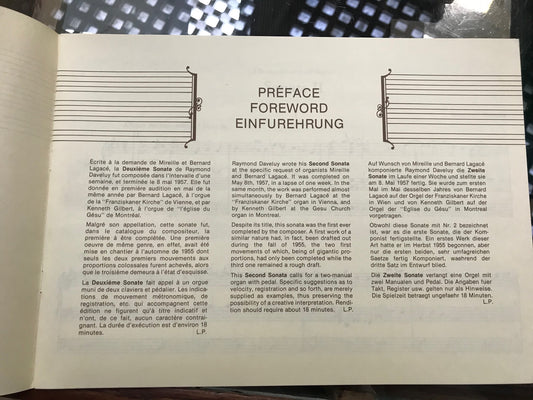 PRÉFACE
FOREWORD
EINFUREHRUNG
Écrite à la demande de Mireille et Bernard
Lagacé, la Deuxième Sonate de Raymond
Daveluy fut composée dans l'intervalle d'une
semaine, et terminée le 8 mai 1957. Elle fut
donnée en première audition en mai de la
même année par Bernard Lagacé, à l'orgue
de la "Franziskaner Kirche" de Vienne, et par
Kenneth Gilbert, à l'orgue de "l'église du
Gésu" de Montréal.
Malgré son appellation, cette sonate fut,
dans le catalogue du compositeur, la
première à être complétée. Une première
oeuvre de même genre, en effet, avait été
mise en chantier à l'automne de 1955 dont
seuls les deux premiers mouvements aux
proportions colossales furent achevés, alors
que le troisième demeura à l'état d'esquisse.
La Deuxième Sonate fait appel à un orgue
muni de deux claviers et pédalier. Les indica-
tions de mouvement métronomique, de
registration, etc. qui accompagnent cette
édition ne figurent qu'à titre indicatif et
n'ont, de ce fait, aucun caractère contrai-
gnant. La durée d'exécution est d'environ 18
minutes. L.P.
Raymond Daveluy wrote his Second Sonata
at the specific request of organists Mireille
and Bernard Lagacé. It was completed on
May 8th, 1957, in a lapse of one week. In the
same month, the work was performed almost
simultaneously by Bernard Lagacé at the
"Franziskaner Kirche" organ in Vienna, and
by Kenneth Gilbert at the Gesu Church
organ in Montreal.
Despite its title, this sonata was the first ever
completed by the composer. A first work of a
similar nature had, in fact, been drafted out
during the fall of 1955, the two first
movements of which, being of gigantic pro-
portions, had only been completed while the
third one remained a rough draft.
This Second Sonata calls for a two-manual
organ with pedal. Specific suggestions as to
velocity, registration and so forth, are merely
supplied as examples, thus preserving the
possibility of a creative interpretation. Rendi-
tion should require about 18 minutes. L.P.
Auf Wunsch von Mireille und Bernard Lagacé
komponierte Raymond Daveluy die Zweite
Sonate im Laufe einer Woche und stellte sie
am 8. Mai 1957 fertig. Sie wurde zum ersten
Mal im Mai desselben Jahres von Bernard
Lagacé auf der Orgel der Franziskaner Kirche
in Wien und von Kenneth Gilbert auf der
Orgel der "Eglise du Gésu" in Montreal
vorgetragen.
Obwohl diese Sonate mit Nr. 2 bezeichnet
ist, war es die erste Sonate, die der Kom-
ponist fertigstellte. Ein erstes Werk dieser
Art hatte er im Herbst 1955 begonnen, aber
nur die ersten beiden, sehr umfangreichen
Saetze fertig Komponiert, waehrend der
dritte Satz im Entwurf blieb.
Die Zweite Sonate verlangt eine Orgel mit
zwei Manualen und Pedal. Die Angaben fuer
Takt, Register usw. gelten nur als Hinweise.
Die Spielzeit betraegt ungefaehr 18 Minuten.
L.P.